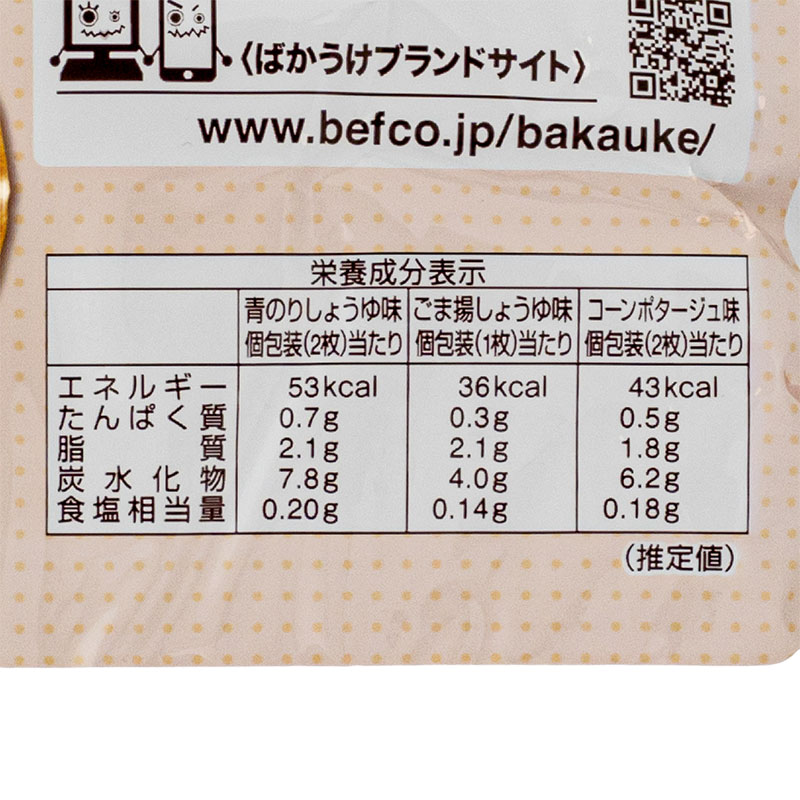 〈ばかうけブランドサイト〉
www.befco.jp/bakauke/
栄養成分表示
青のりしょうゆ味 ごま揚しょうゆ味 コーンポタージュ味
個包装(2枚)当たり 個包装(1枚)当たり 個包装(2枚)当たり
エネルギー 53kcal 36kcal 43kcal
たんぱく質 0.7g 0.3g 0.5g
脂質 2.1g 2.1g 1.8g
炭水化物 7.8g 4.0g 6.2g
食塩相当量 0.20g 0.14g 0.18g
(推定値)